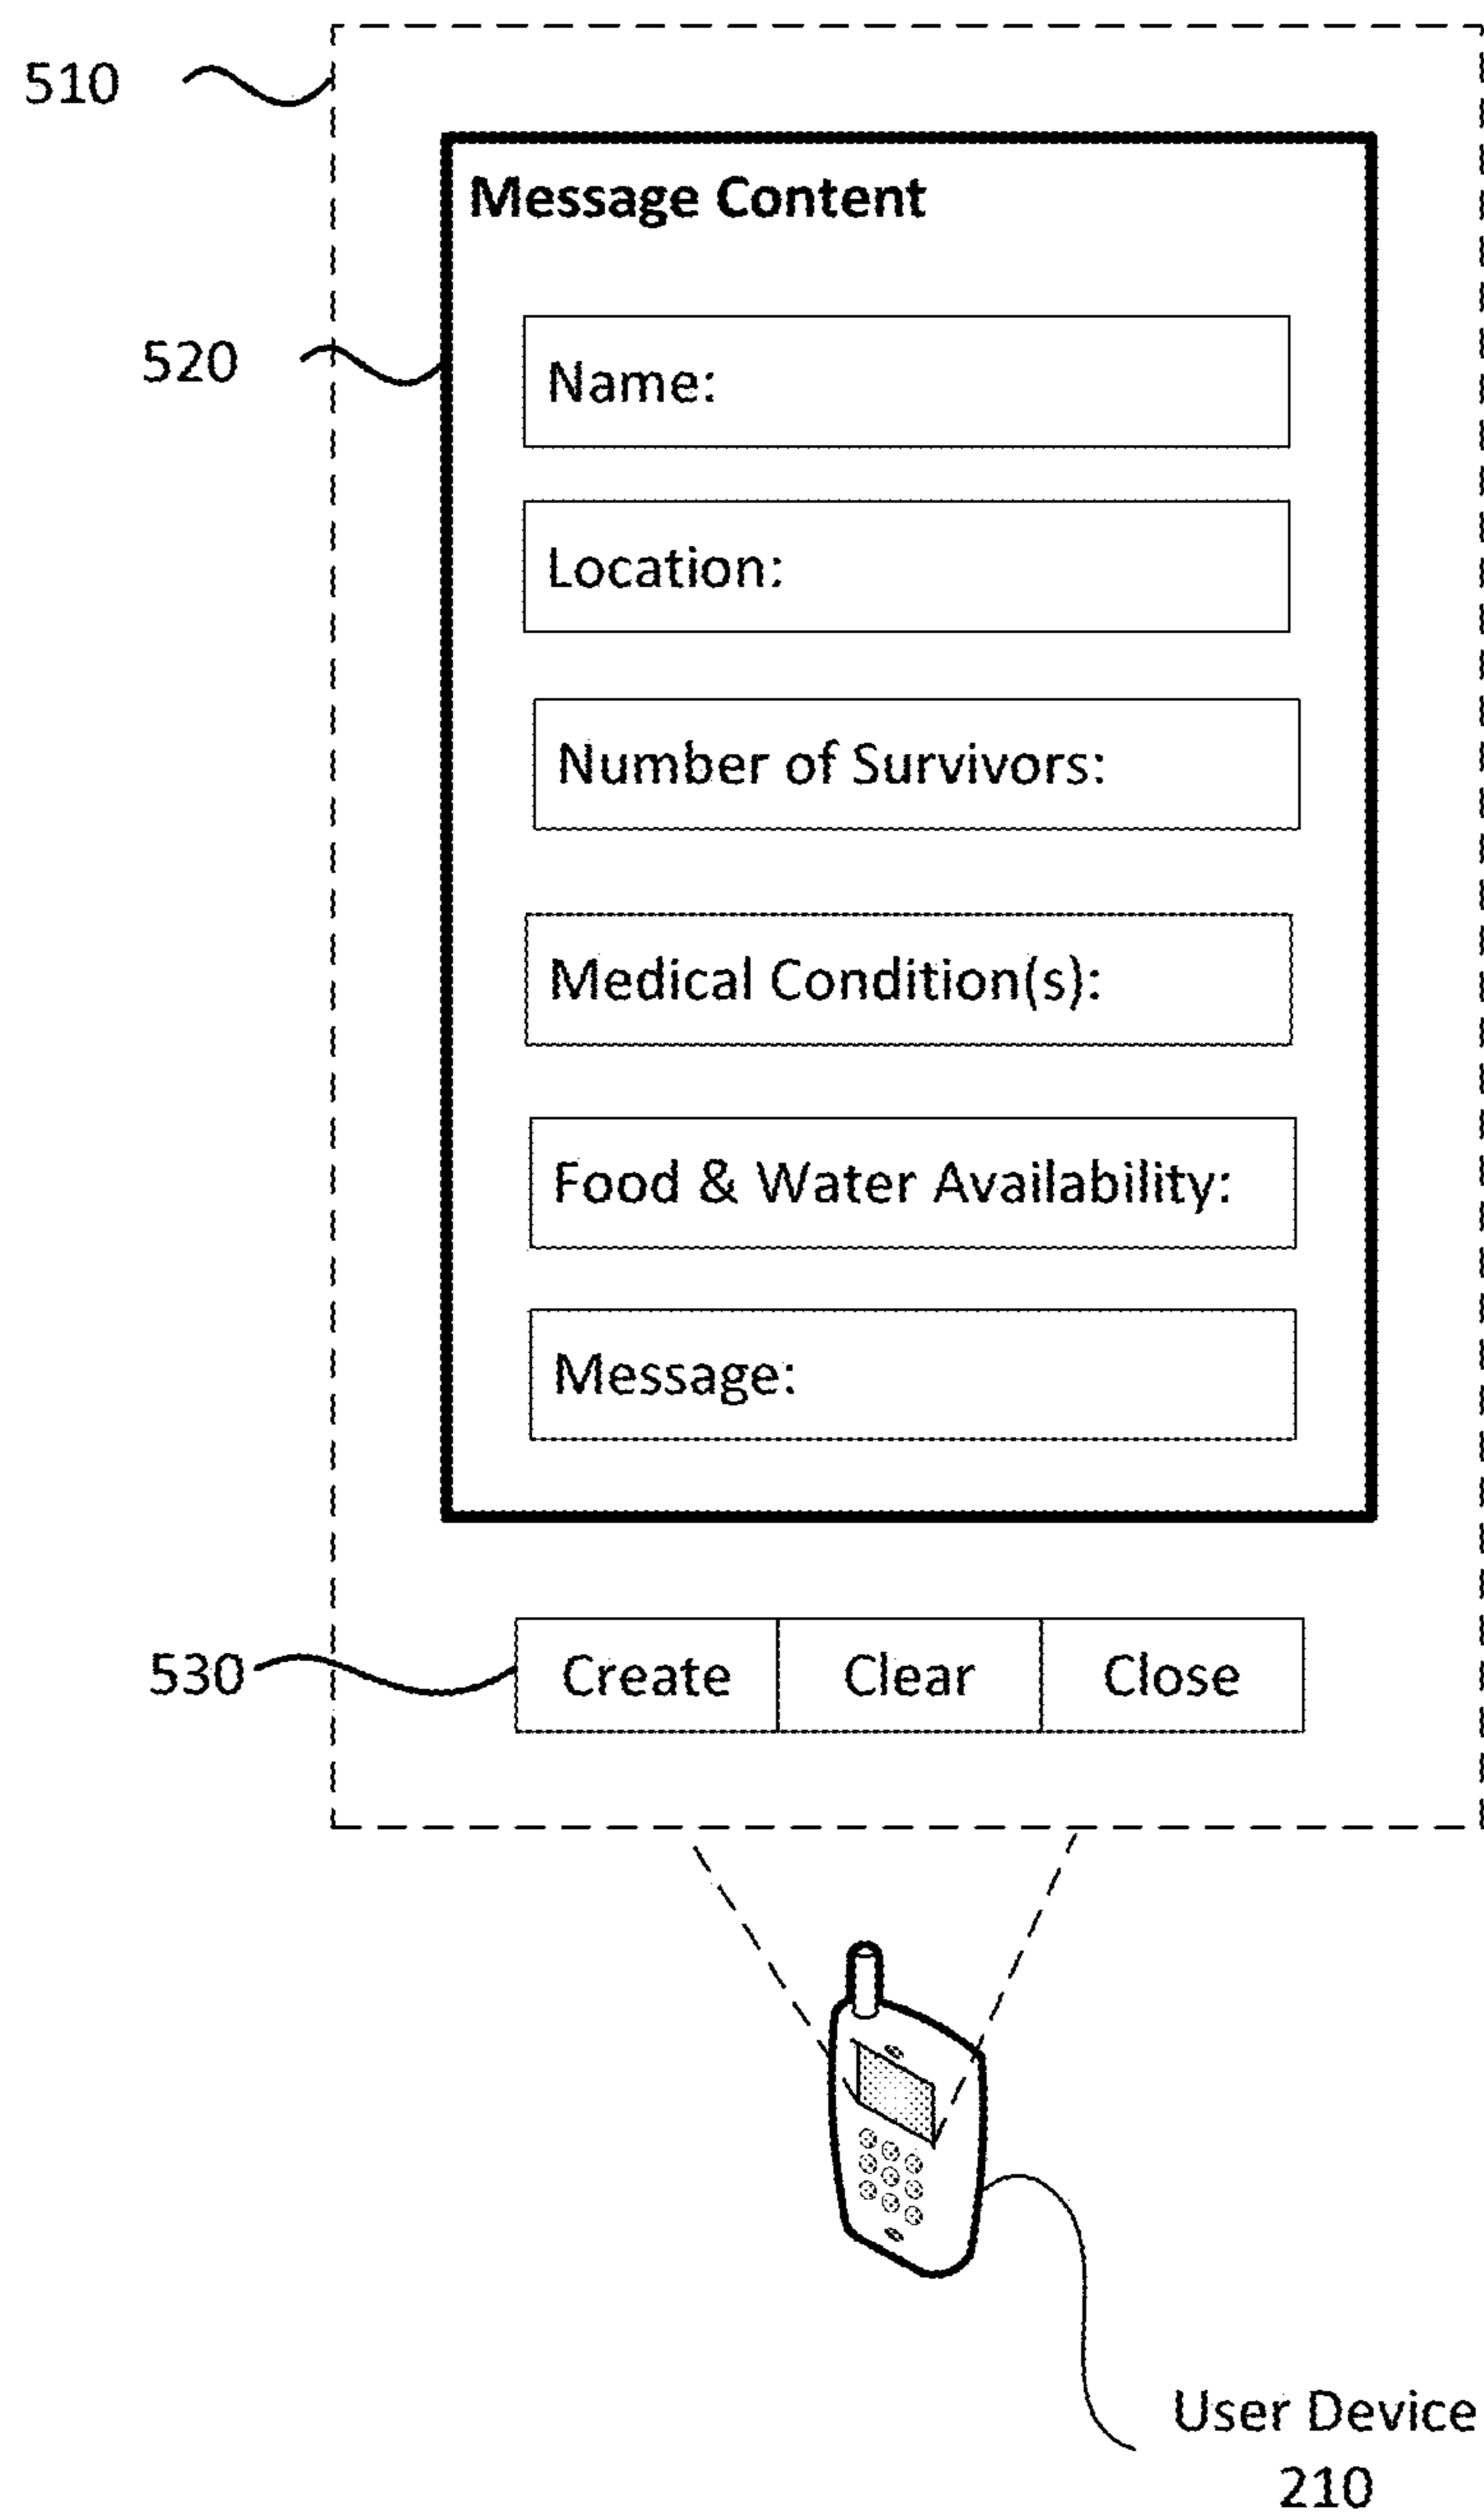 510
Message Content
520
Name:
Location:
Number of Survivors:
Medical Condition(s):
Food & Water Availability:
Message:
530
Create Clear Close
User Device
210